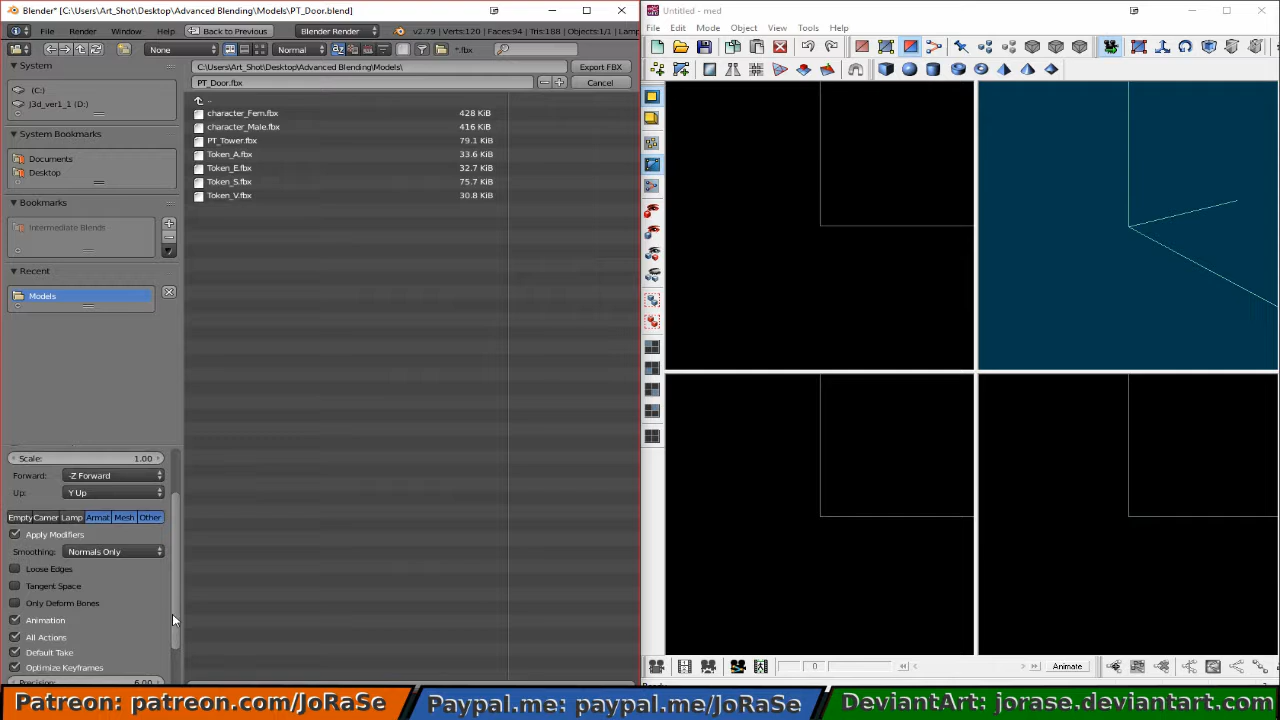 Blender* [C:\Users\Art_Shot\Desktop\Advanced Blending\Models\PT_Door.blend]
File Render Window Help Back to Previous Blender Render v2.79 | Verts:120 | Faces:94 | Tris:188 | Objects:1/1 | Lamp
None Normal *.fbx
System
(C:)
J3d_ver1_1 (D:)
System Bookmarks
Documents
Desktop
Bookmarks
Intermediate Blends
Recent
Models
C:\Users\Art_Shot\Desktop\Advanced Blending\Models\ Export FBX
PT_Door.fbx Cancel
..
character_Fem.fbx 428 KiB
character_Male.fbx 416 KiB
PT_Tower.fbx 79.1 KiB
Token_A.fbx 33.6 KiB
Token_E.fbx 32.7 KiB
Token_S.fbx 75.7 KiB
Token_V.fbx 30.8 KiB
1.00
Forward: -Z Forward
Up: Y Up
Empty Lamp Armat Mesh Other
Apply Modifiers
Smoothing: Normals Only
Loose Edges
Tangent Space
Only Deform Bones
Animation
All Actions
Default Take
Optimize Keyframes
Precision: 6.00
Untitled - med
File Edit Mode Object View Tools Help
0 Animate
Patreon: patreon.com/JoRaSe
Paypal.me: paypal.me/JoRaSe
DeviantArt: jorase.deviantart.com